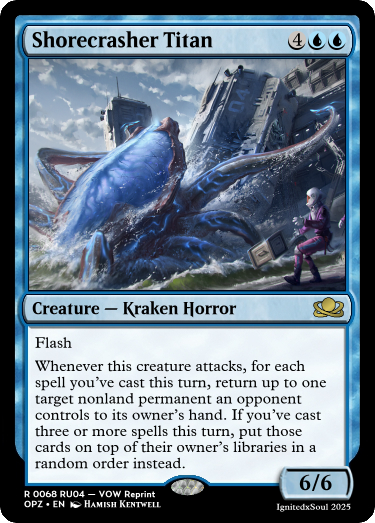 Shorecrasher Titan 4
Creature — Kraken Horror
Flash
Whenever this creature attacks, for each
spell you've cast this turn, return up to one
target nonland permanent an opponent
controls to its owner's hand. If you've cast
three or more spells this turn, put those
cards on top of their owner's libraries in a
random order instead.
6/6
R 0068 RU04 — VOW Reprint
OPZ • EN Hamish Kentwell
IgnitedxSoul 2025